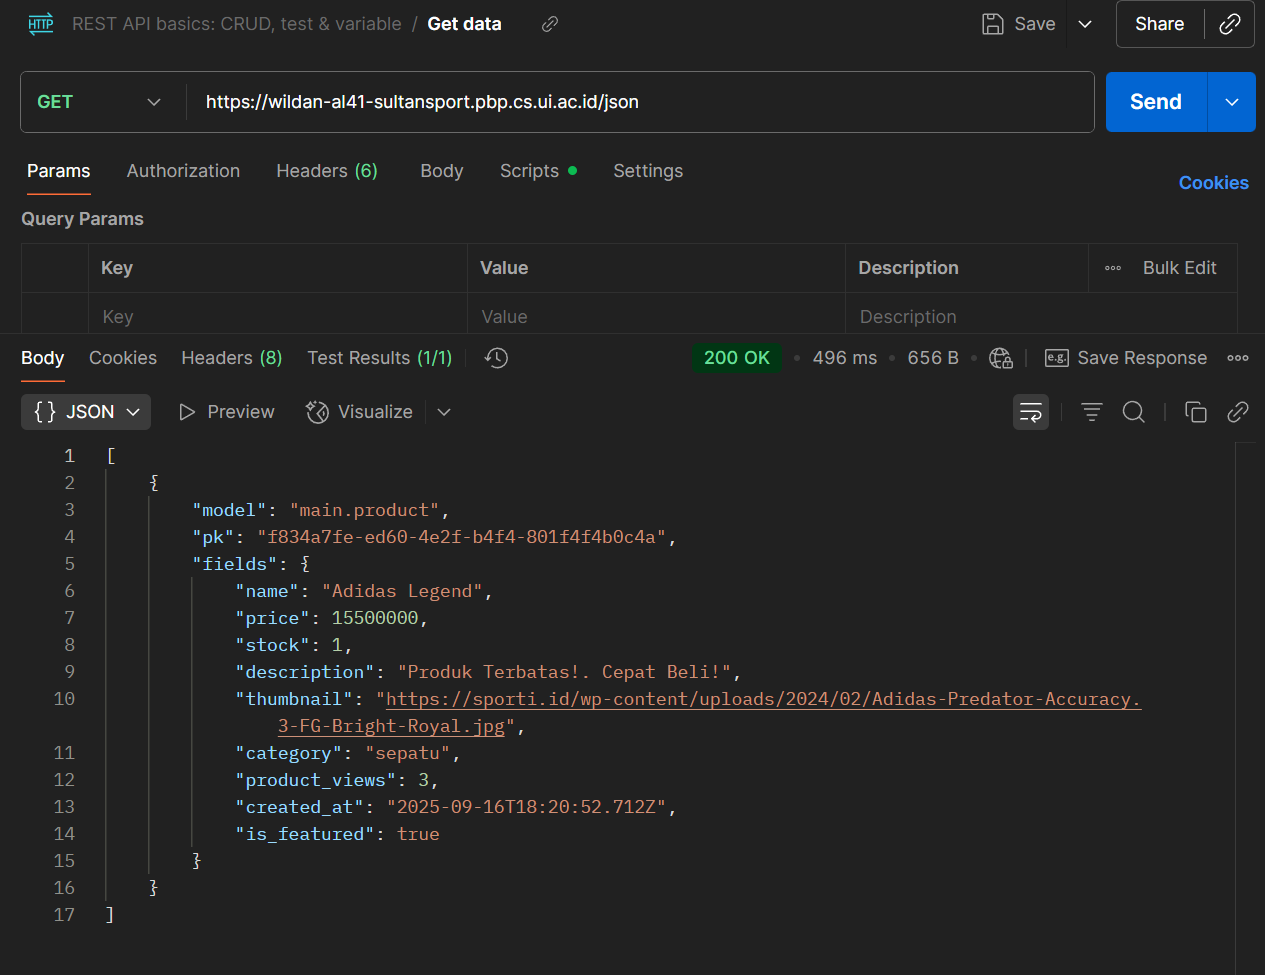 HTTP REST API basics: CRUD, test & variable / Get data Save Share
GET https://wildan-al41-sultansport.pbp.cs.ui.ac.id/json Send
Params Authorization Headers (6) Body Scripts Settings Cookies
Query Params
Key Value Description Bulk Edit
Key Value Description
Body Cookies Headers (8) Test Results (1/1) 200 OK 496 ms 656 B e.g. Save Response
{} JSON Preview Visualize
1 [
2 {
3 "model": "main.product",
4 "pk": "f834a7fe-ed60-4e2f-b4f4-801f4f4b0c4a",
5 "fields": {
6 "name": "Adidas Legend",
7 "price": 15500000,
8 "stock": 1,
9 "description": "Produk Terbatas!. Cepat Beli!",
10 "thumbnail": "https://sporti.id/wp-content/uploads/2024/02/Adidas-Predator-Accuracy.
3-FG-Bright-Royal.jpg",
11 "category": "sepatu",
12 "product_views": 3,
13 "created_at": "2025-09-16T18:20:52.712Z",
14 "is_featured": true
15 }
16 }
17 ]